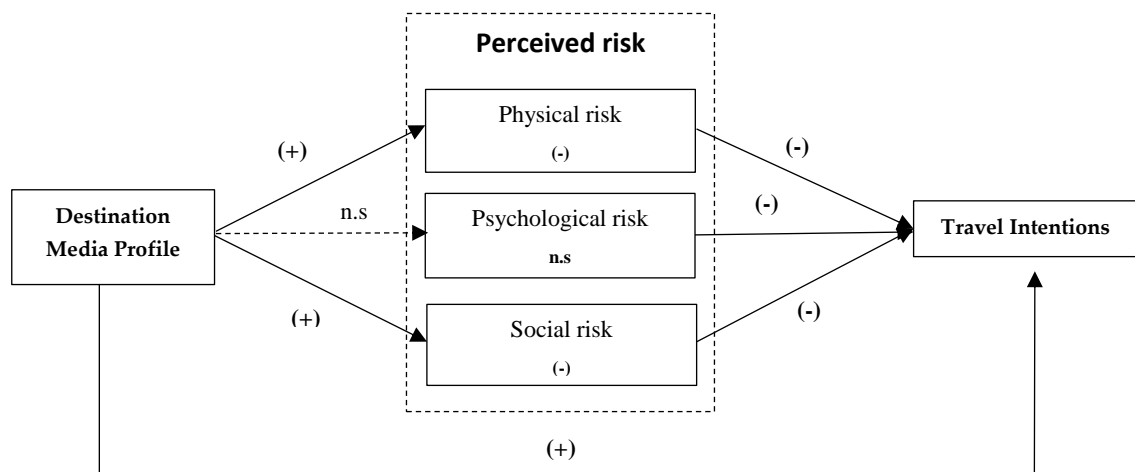 Perceived risk
Physical risk
(-)
(+)
(-)
Destination
Media Profile
n.s
Psychological risk
n.s
(-)
Travel Intentions
(+)
Social risk
(-)
(-)
(+)